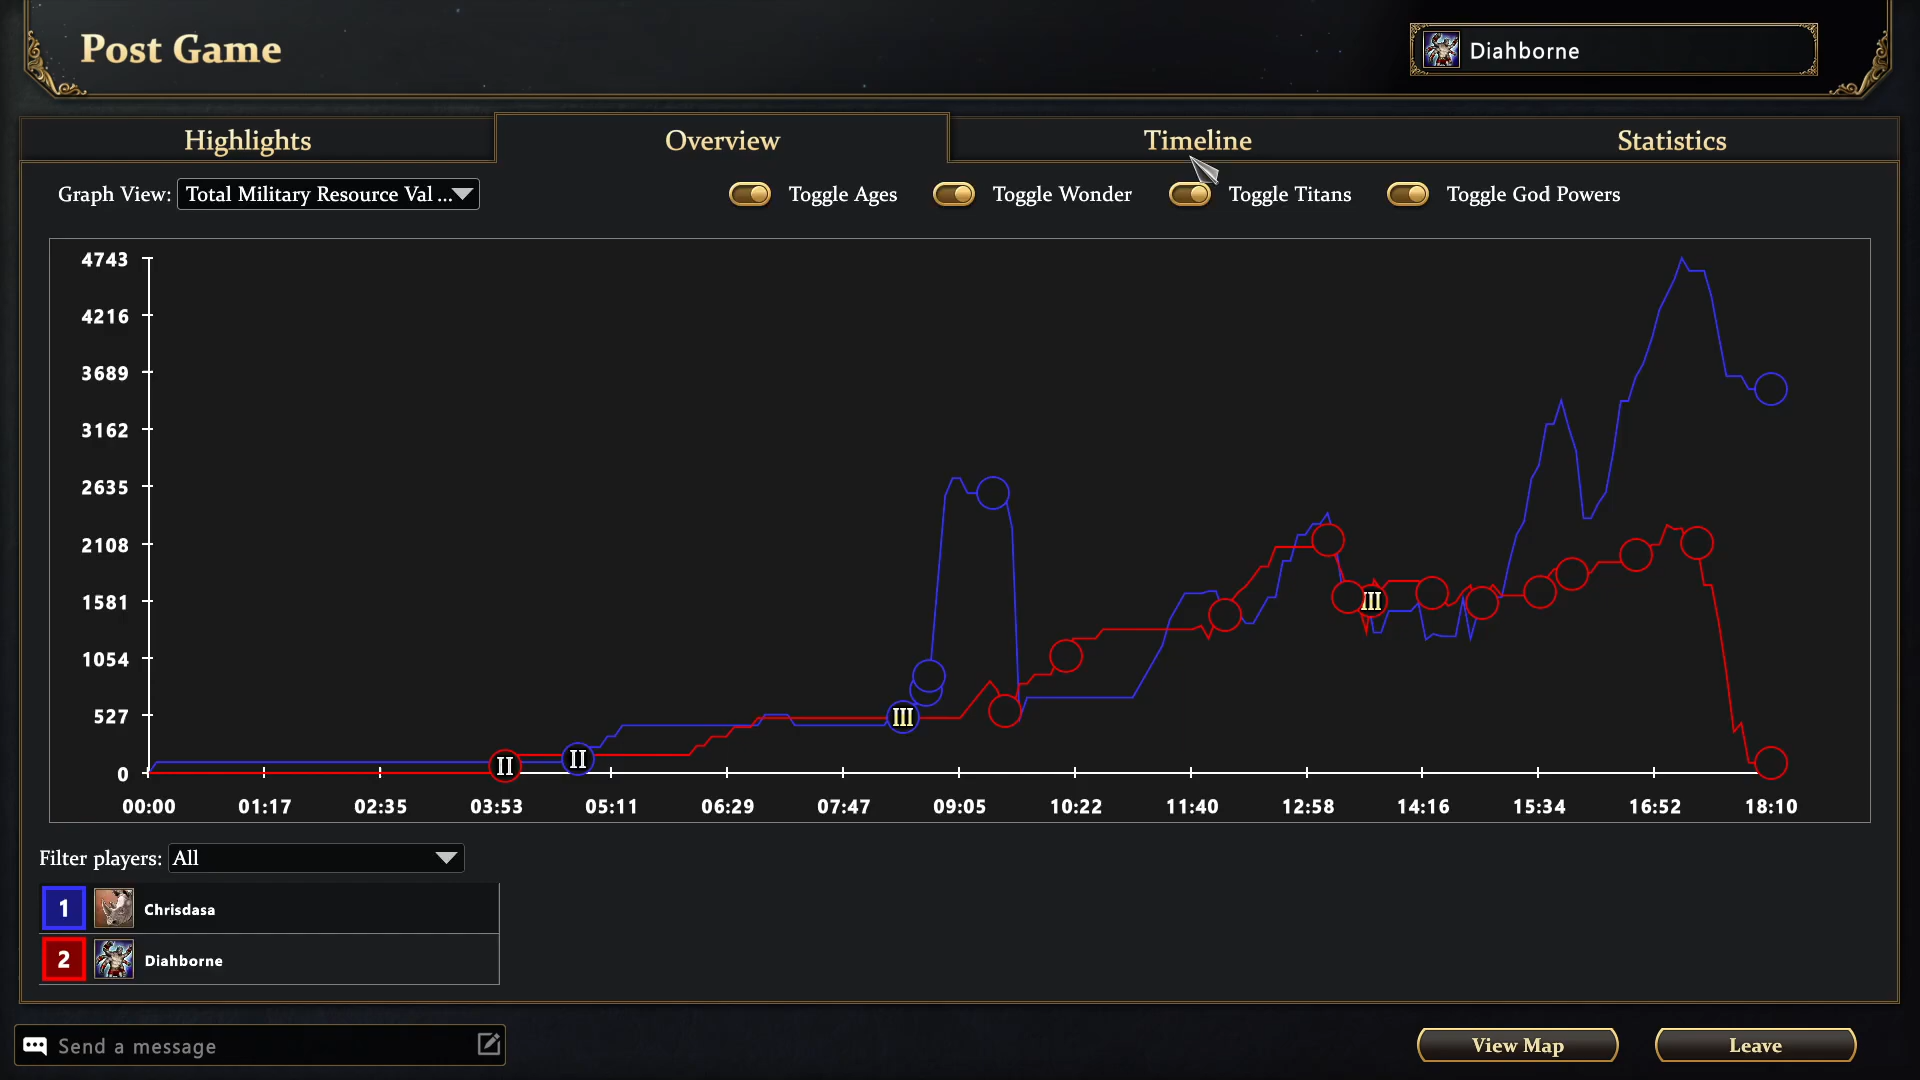 Post Game
Diahborne
Highlights
Overview
Timeline
Statistics
Graph View: Total Military Resource Val ...
Toggle Ages
Toggle Wonder
Toggle Titans
Toggle God Powers
4743
4216
3689
3162
2635
2108
1581
1054
527
0
II
II
III
III
00:00 01:17 02:35 03:53 05:11 06:29 07:47 09:05 10:22 11:40 12:58 14:16 15:34 16:52 18:10
Filter players: All
1 Chrisdasa
2 Diahborne
Send a message
View Map
Leave